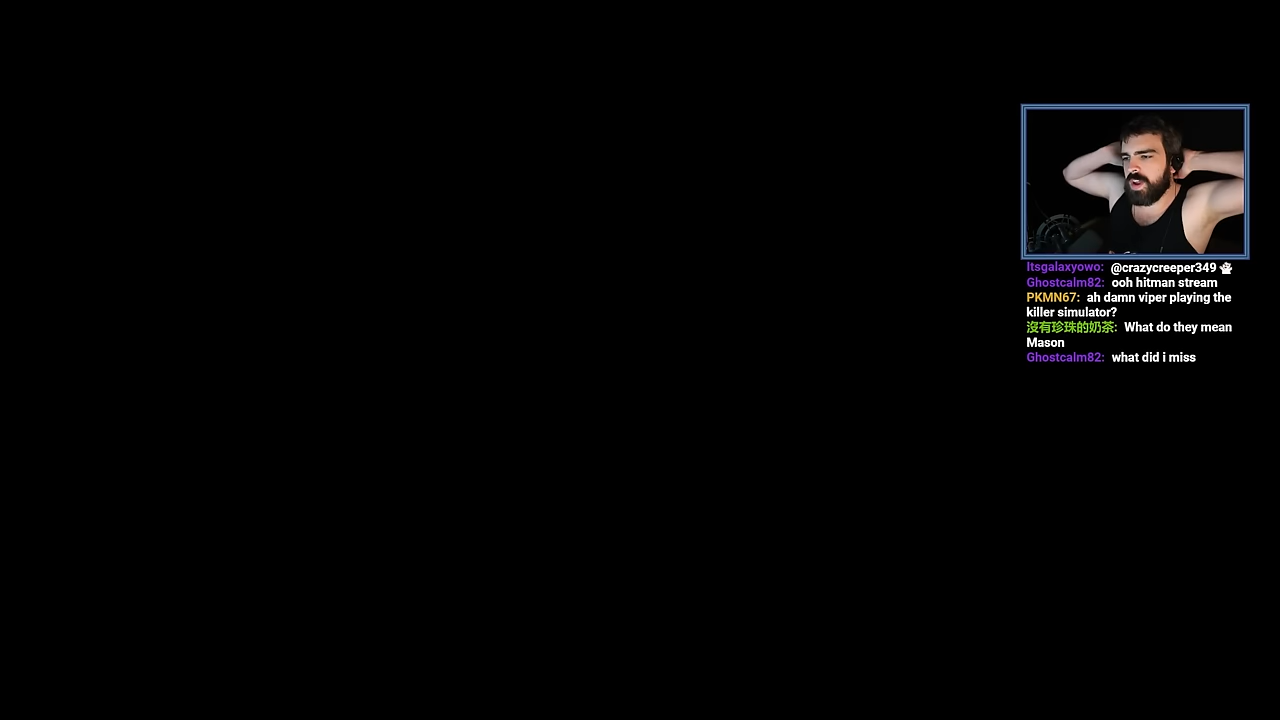 Itsgalaxyowo: @crazycreeper349
Ghostcalm82: ooh hitman stream
PKMN67: ah damn viper playing the
killer simulator?
沒有珍珠的奶茶: What do they mean
Mason
Ghostcalm82: what did i miss